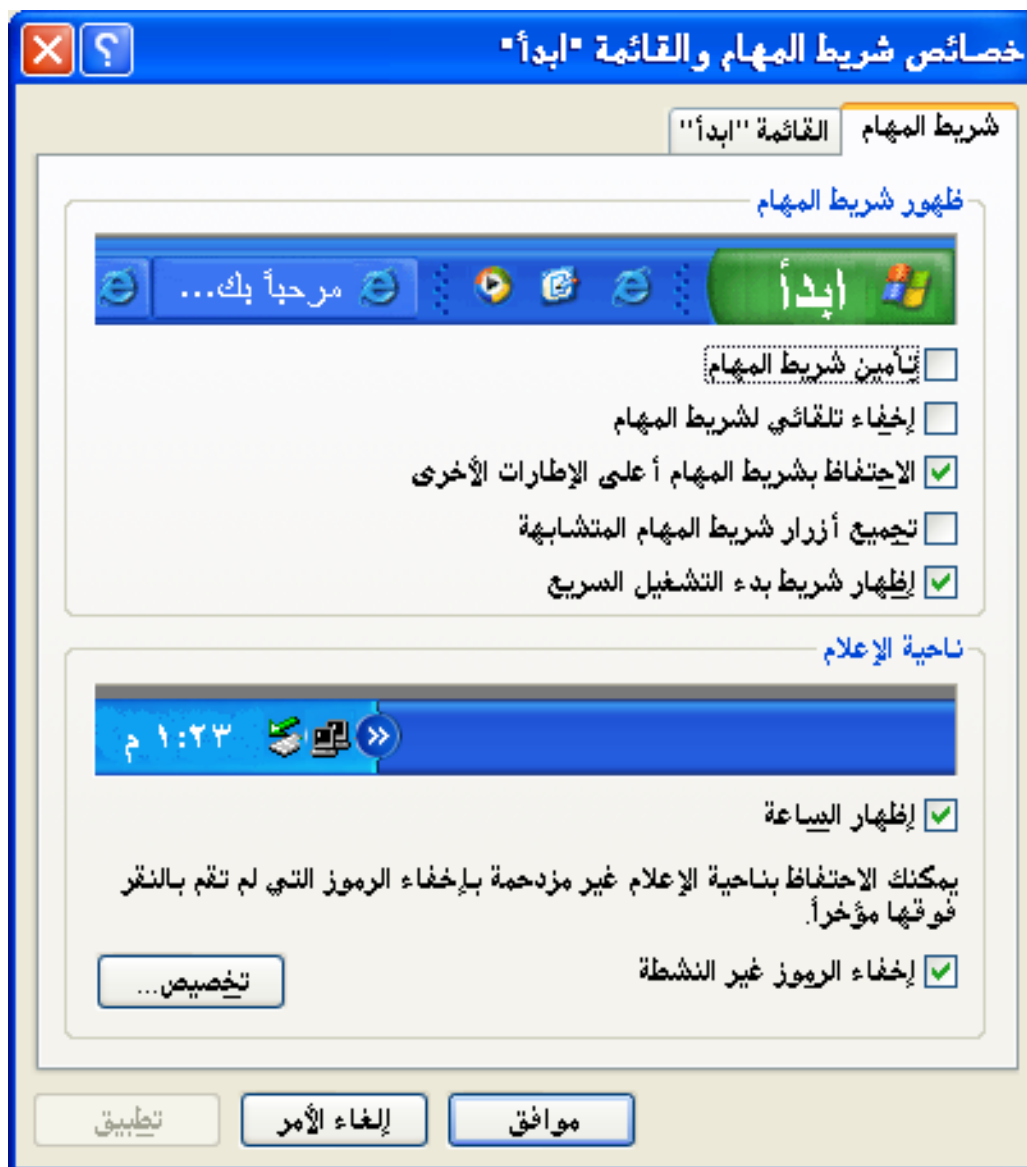 خصائص شريط المهام والقائمة "ابدأ"
شريط المهام
القائمة "ابدأ"
ظهور شريط المهام
ابدأ
مرحباً بك...
تأمين شريط المهام
إخفاء تلقائي لشريط المهام
الاحتفاظ بشريط المهام أعلى الإطارات الأخرى
تجميع أزرار شريط المهام المتشابهة
إظهار شريط بدء التشغيل السريع
ناحية الإعلام
١:٢٣ م
إظهار الساعة
يمكنك الاحتفاظ بناحية الإعلام غير مزدحمة بإخفاء الرموز التي لم تقم بالنقر
فوقها مؤخراً.
إخفاء الرموز غير النشطة
تخصيص...
موافق
إلغاء الأمر
تطبيق